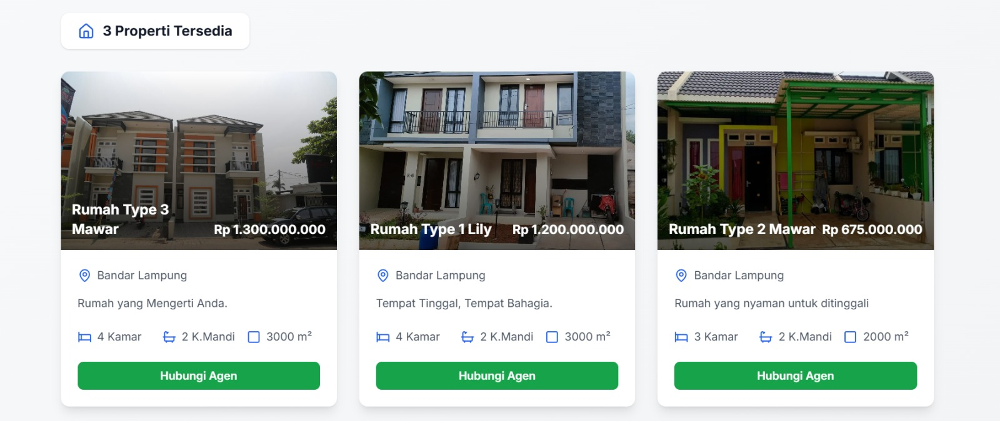 3 Properti Tersedia
Rumah Type 3
Mawar
Rp 1.300.000.000
Bandar Lampung
Rumah yang Mengerti Anda.
4 Kamar
2 K.Mandi
3000 m²
Hubungi Agen
Rumah Type 1 Lily
Rp 1.200.000.000
Bandar Lampung
Tempat Tinggal, Tempat Bahagia.
4 Kamar
2 K.Mandi
3000 m²
Hubungi Agen
Rumah Type 2 Mawar
Rp 675.000.000
Bandar Lampung
Rumah yang nyaman untuk ditinggali
3 Kamar
2 K.Mandi
2000 m²
Hubungi Agen